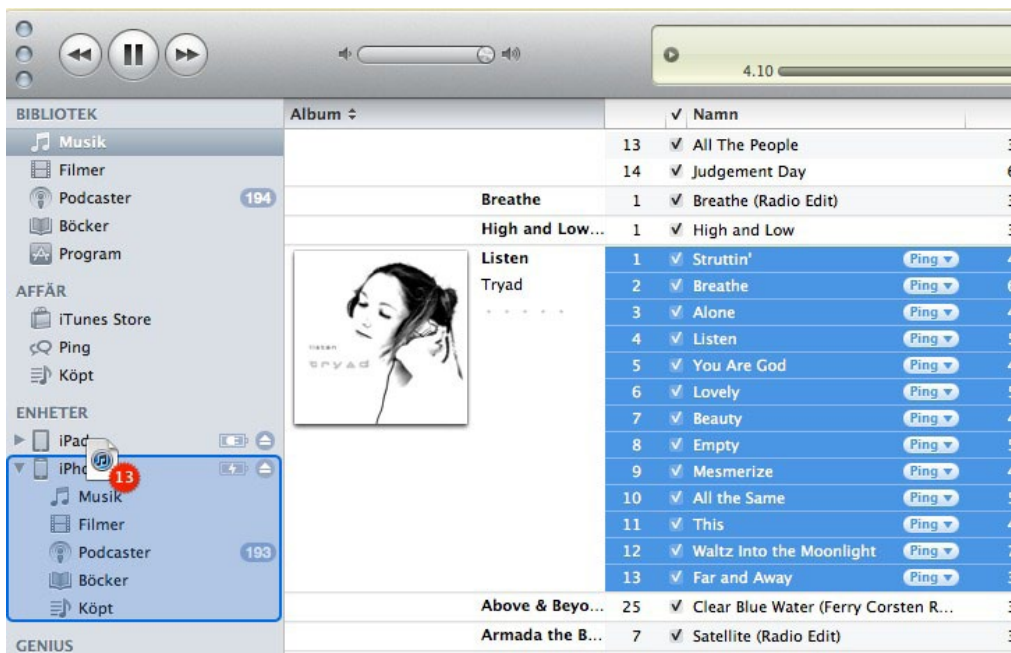 4.10
BIBLIOTEK
Musik
Filmer
Podcaster 194
Böcker
Program
AFFÄR
iTunes Store
Ping
Köpt
ENHETER
iPad
iPho
13
Musik
Filmer
Podcaster 193
Böcker
Köpt
GENIUS
Album ✓ Namn
13 ✓ All The People
14 ✓ Judgement Day
Breathe 1 ✓ Breathe (Radio Edit)
High and Low... 1 ✓ High and Low
Listen 1 ✓ Struttin' Ping
Tryad 2 ✓ Breathe Ping
3 ✓ Alone Ping
listen 4 ✓ Listen Ping
tryad 5 ✓ You Are God Ping
6 ✓ Lovely Ping
7 ✓ Beauty Ping
8 ✓ Empty Ping
9 ✓ Mesmerize Ping
10 ✓ All the Same Ping
11 ✓ This Ping
12 ✓ Waltz Into the Moonlight Ping
13 ✓ Far and Away Ping
Above & Beyo... 25 ✓ Clear Blue Water (Ferry Corsten R...
Armada the B... 7 ✓ Satellite (Radio Edit)